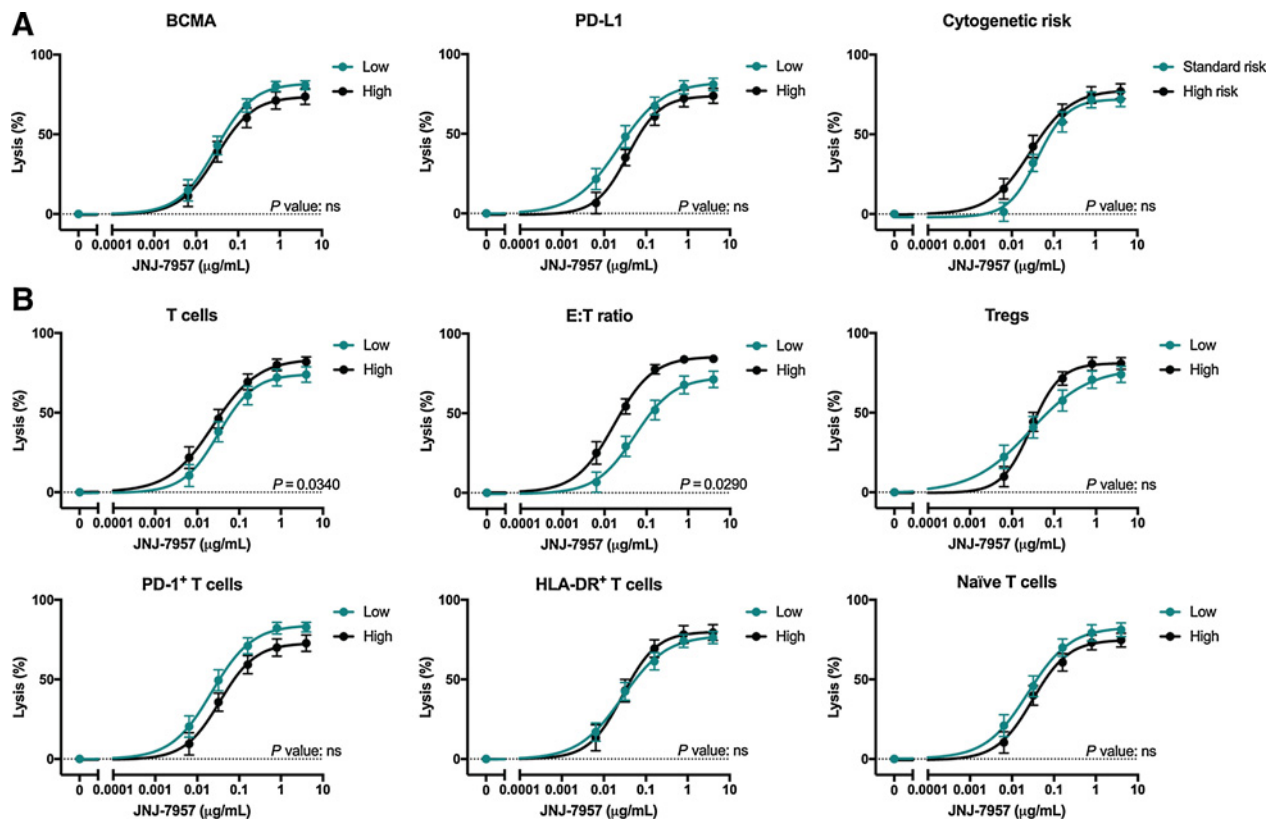 A
BCMA
PD-L1
Cytogenetic risk
100
50
0
Lysis (%)
Low
High
P value: ns
0 0.0001 0.001 0.01 0.1 1 10
JNJ-7957 (μg/mL)
100
50
0
Lysis (%)
Low
High
P value: ns
0 0.0001 0.001 0.01 0.1 1 10
JNJ-7957 (μg/mL)
100
50
0
Lysis (%)
Standard risk
High risk
P value: ns
0 0.0001 0.001 0.01 0.1 1 10
JNJ-7957 (μg/mL)
B
T cells
E:T ratio
Tregs
100
50
0
Lysis (%)
Low
High
P = 0.0340
0 0.0001 0.001 0.01 0.1 1 10
JNJ-7957 (μg/mL)
100
50
0
Lysis (%)
Low
High
P = 0.0290
0 0.0001 0.001 0.01 0.1 1 10
JNJ-7957 (μg/mL)
100
50
0
Lysis (%)
Low
High
P value: ns
0 0.0001 0.001 0.01 0.1 1 10
JNJ-7957 (μg/mL)
PD-1⁺ T cells
HLA-DR⁺ T cells
Naïve T cells
100
50
0
Lysis (%)
Low
High
P value: ns
0 0.0001 0.001 0.01 0.1 1 10
JNJ-7957 (μg/mL)
100
50
0
Lysis (%)
Low
High
P value: ns
0 0.0001 0.001 0.01 0.1 1 10
JNJ-7957 (μg/mL)
100
50
0
Lysis (%)
Low
High
P value: ns
0 0.0001 0.001 0.01 0.1 1 10
JNJ-7957 (μg/mL)